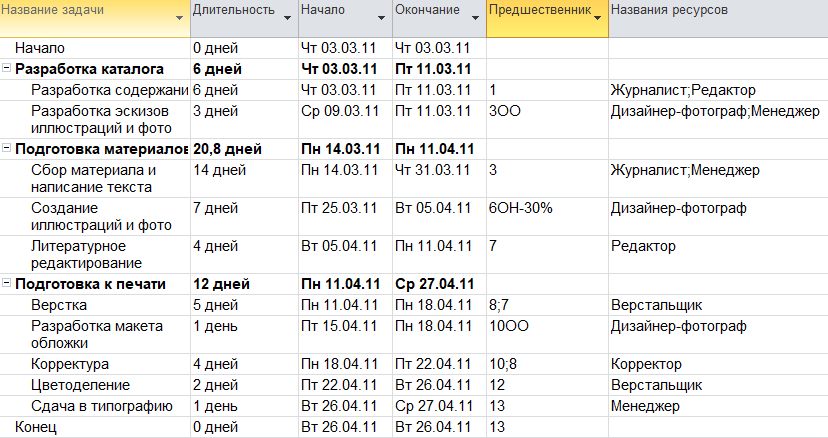 Название задачи Длительность Начало Окончание Предшественник Названия ресурсов
Начало 0 дней Чт 03.03.11 Чт 03.03.11
Разработка каталога 6 дней Чт 03.03.11 Пт 11.03.11
Разработка содержани 6 дней Чт 03.03.11 Пт 11.03.11 1 Журналист;Редактор
Разработка эскизов 3 дней Ср 09.03.11 Пт 11.03.11 3ОО Дизайнер-фотограф;Менеджер
иллюстраций и фото
Подготовка материалов 20,8 дней Пн 14.03.11 Пн 11.04.11
Сбор материала и 14 дней Пн 14.03.11 Чт 31.03.11 3 Журналист;Менеджер
написание текста
Создание 7 дней Пт 25.03.11 Вт 05.04.11 6ОН-30% Дизайнер-фотограф
иллюстраций и фото
Литературное 4 дней Вт 05.04.11 Пн 11.04.11 7 Редактор
редактирование
Подготовка к печати 12 дней Пн 11.04.11 Ср 27.04.11
Верстка 5 дней Пн 11.04.11 Пн 18.04.11 8;7 Верстальщик
Разработка макета 1 день Пт 15.04.11 Пн 18.04.11 10ОО Дизайнер-фотограф
обложки
Корректура 4 дней Пн 18.04.11 Пт 22.04.11 10;8 Корректор
Цветоделение 2 дней Пт 22.04.11 Вт 26.04.11 12 Верстальщик
Сдача в типографию 1 день Вт 26.04.11 Ср 27.04.11 13 Менеджер
Конец 0 дней Вт 26.04.11 Вт 26.04.11 13